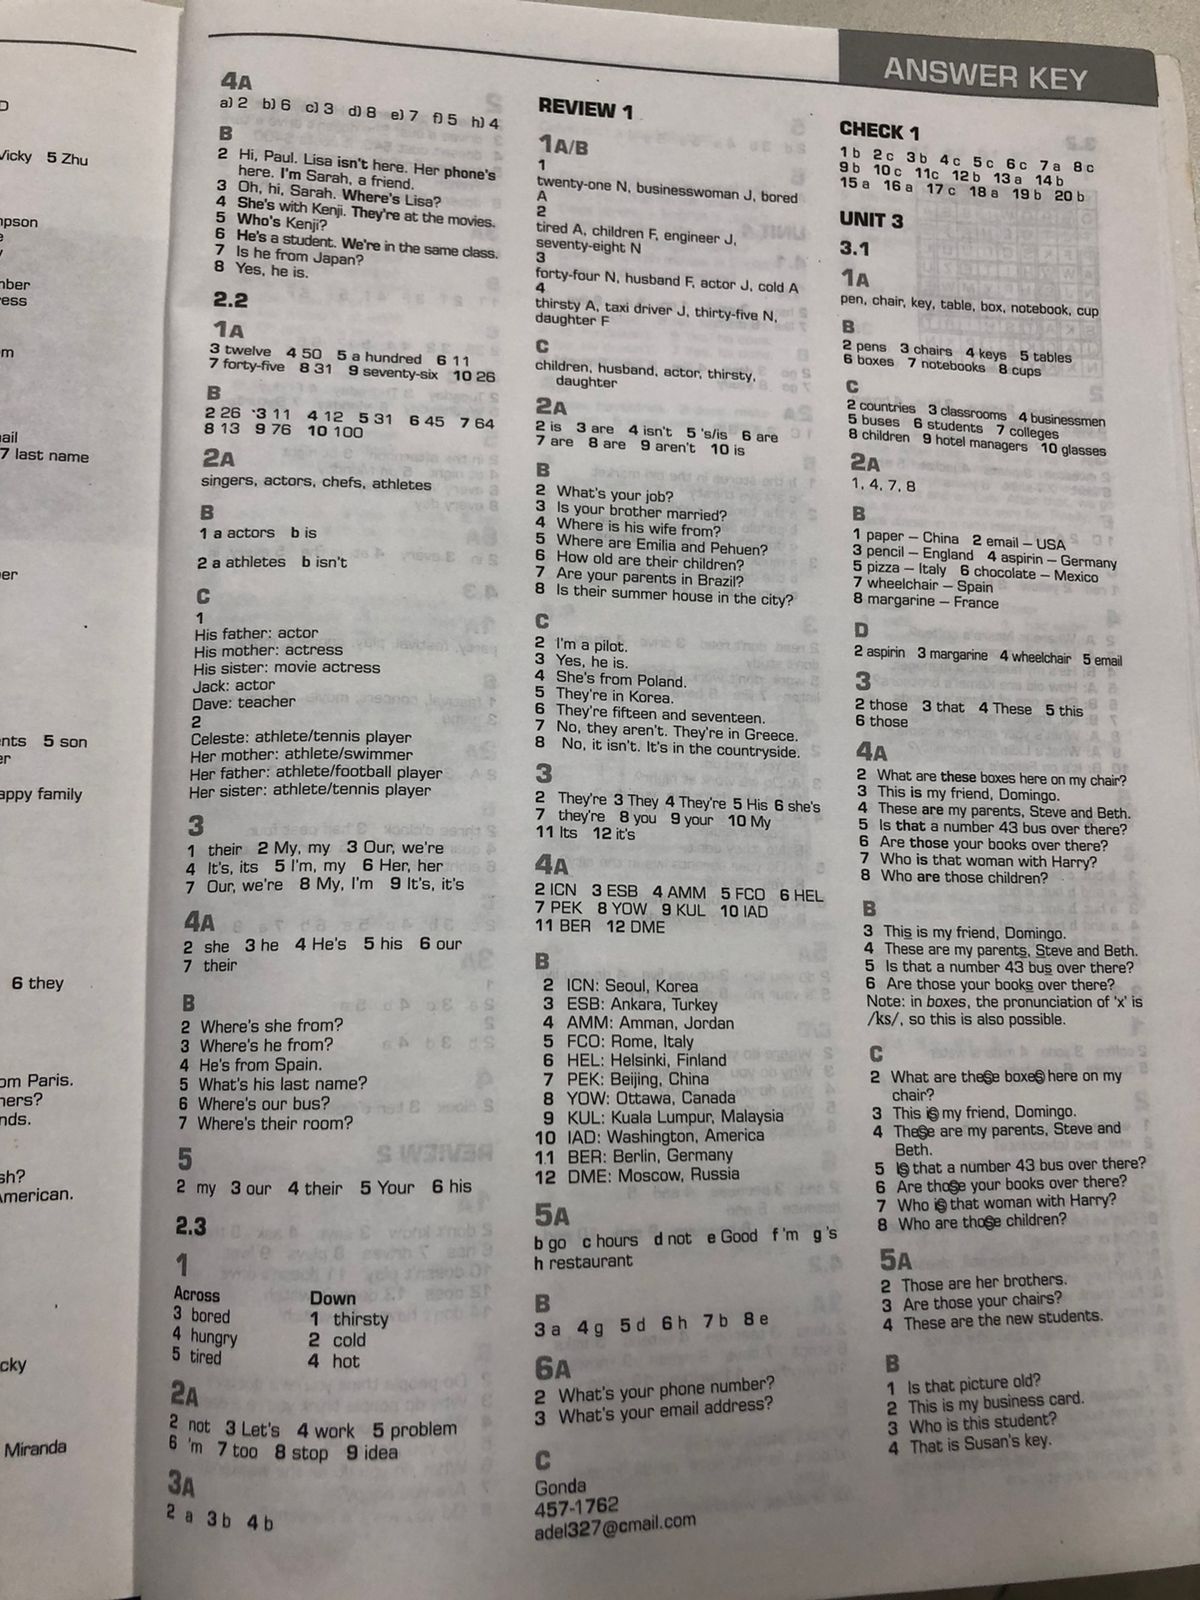 D
Vicky 5 Zhu
mpson
e
y
mber
ress
m
nail
7 last name
er
ents 5 son
er
appy family
6 they
om Paris.
ners?
nds.
sh?
American.
cky
Miranda
ANSWER KEY
4A
a) 2 b) 6 c) 3 d) 8 e) 7 f) 5 h) 4
B
2 Hi, Paul. Lisa isn't here. Her phone's
here. I'm Sarah, a friend.
3 Oh, hi, Sarah. Where's Lisa?
4 She's with Kenji. They're at the movies.
5 Who's Kenji?
6 He's a student. We're in the same class.
7 Is he from Japan?
8 Yes, he is.
2.2
1A
3 twelve 4 50 5 a hundred 6 11
7 forty-five 8 31 9 seventy-six 10 26
B
2 26 3 11 4 12 5 31 6 45 7 64
8 13 9 76 10 100
2A
singers, actors, chefs, athletes
B
1 a actors b is
2 a athletes b isn't
C
1
His father: actor
His mother: actress
His sister: movie actress
Jack: actor
Dave: teacher
2
Celeste: athlete/tennis player
Her mother: athlete/swimmer
Her father: athlete/football player
Her sister: athlete/tennis player
3
1 their 2 My, my 3 Our, we're
4 It's, its 5 I'm, my 6 Her, her
7 Our, we're 8 My, I'm 9 It's, it's
4A
2 she 3 he 4 He's 5 his 6 our
7 their
B
2 Where's she from?
3 Where's he from?
4 He's from Spain.
5 What's his last name?
6 Where's our bus?
7 Where's their room?
5
2 my 3 our 4 their 5 Your 6 his
2.3
1
Across Down
3 bored 1 thirsty
4 hungry 2 cold
5 tired 4 hot
2A
2 not 3 Let's 4 work 5 problem
6 'm 7 too 8 stop 9 idea
3A
2 a 3 b 4 b
REVIEW 1
1A/B
1
twenty-one N, businesswoman J, bored
A
2
tired A, children F, engineer J,
seventy-eight N
3
forty-four N, husband F, actor J, cold A
4
thirsty A, taxi driver J, thirty-five N,
daughter F
C
children, husband, actor, thirsty,
daughter
2A
2 is 3 are 4 isn't 5 's/is 6 are
7 are 8 are 9 aren't 10 is
B
2 What's your job?
3 Is your brother married?
4 Where is his wife from?
5 Where are Emilia and Pehuen?
6 How old are their children?
7 Are your parents in Brazil?
8 Is their summer house in the city?
C
2 I'm a pilot.
3 Yes, he is.
4 She's from Poland.
5 They're in Korea.
6 They're fifteen and seventeen.
7 No, they aren't. They're in Greece.
8 No, it isn't. It's in the countryside.
3
2 They're 3 They 4 They're 5 His 6 she's
7 they're 8 you 9 your 10 My
11 Its 12 it's
4A
2 ICN 3 ESB 4 AMM 5 FCO 6 HEL
7 PEK 8 YOW 9 KUL 10 IAD
11 BER 12 DME
B
2 ICN: Seoul, Korea
3 ESB: Ankara, Turkey
4 AMM: Amman, Jordan
5 FCO: Rome, Italy
6 HEL: Helsinki, Finland
7 PEK: Beijing, China
8 YOW: Ottawa, Canada
9 KUL: Kuala Lumpur, Malaysia
10 IAD: Washington, America
11 BER: Berlin, Germany
12 DME: Moscow, Russia
5A
b go c hours d not e Good f 'm g 's
h restaurant
B
3 a 4 g 5 d 6 h 7 b 8 e
6A
2 What's your phone number?
3 What's your email address?
C
Gonda
457-1762
adel327@cmail.com
CHECK 1
1 b 2 c 3 b 4 c 5 c 6 c 7 a 8 c
9 b 10 c 11c 12 b 13 a 14 b
15 a 16 a 17 c 18 a 19 b 20 b
UNIT 3
3.1
1A
pen, chair, key, table, box, notebook, cup
B
2 pens 3 chairs 4 keys 5 tables
6 boxes 7 notebooks 8 cups
C
2 countries 3 classrooms 4 businessmen
5 buses 6 students 7 colleges
8 children 9 hotel managers 10 glasses
2A
1, 4, 7, 8
B
1 paper – China 2 email – USA
3 pencil – England 4 aspirin – Germany
5 pizza – Italy 6 chocolate – Mexico
7 wheelchair – Spain
8 margarine – France
D
2 aspirin 3 margarine 4 wheelchair 5 email
3
2 those 3 that 4 These 5 this
6 those
4A
2 What are these boxes here on my chair?
3 This is my friend, Domingo.
4 These are my parents, Steve and Beth.
5 Is that a number 43 bus over there?
6 Are those your books over there?
7 Who is that woman with Harry?
8 Who are those children?
B
3 This is my friend, Domingo.
4 These are my parents, Steve and Beth.
5 Is that a number 43 bus over there?
6 Are those your books over there?
Note: in boxes, the pronunciation of 'x' is
/ks/, so this is also possible.
C
2 What are these boxes here on my
chair?
3 This is my friend, Domingo.
4 These are my parents, Steve and
Beth.
5 Is that a number 43 bus over there?
6 Are those your books over there?
7 Who is that woman with Harry?
8 Who are those children?
5A
2 Those are her brothers.
3 Are those your chairs?
4 These are the new students.
B
1 Is that picture old?
2 This is my business card.
3 Who is this student?
4 That is Susan's key.